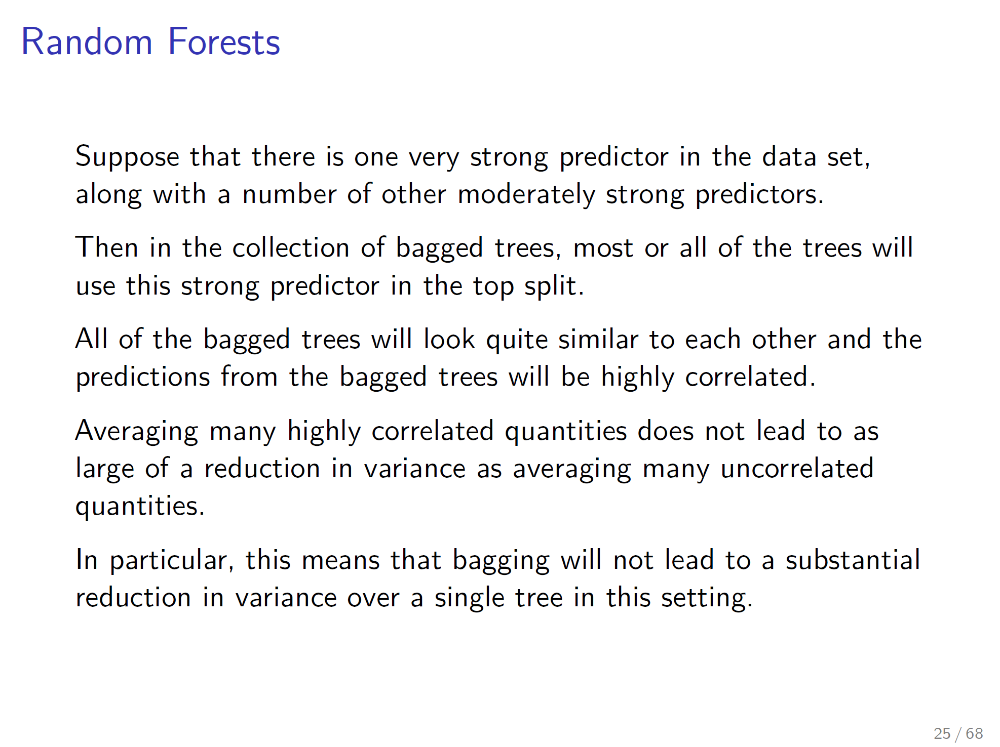 Random Forests
Suppose that there is one very strong predictor in the data set,
along with a number of other moderately strong predictors.
Then in the collection of bagged trees, most or all of the trees will
use this strong predictor in the top split.
All of the bagged trees will look quite similar to each other and the
predictions from the bagged trees will be highly correlated.
Averaging many highly correlated quantities does not lead to as
large of a reduction in variance as averaging many uncorrelated
quantities.
In particular, this means that bagging will not lead to a substantial
reduction in variance over a single tree in this setting.
25 / 68